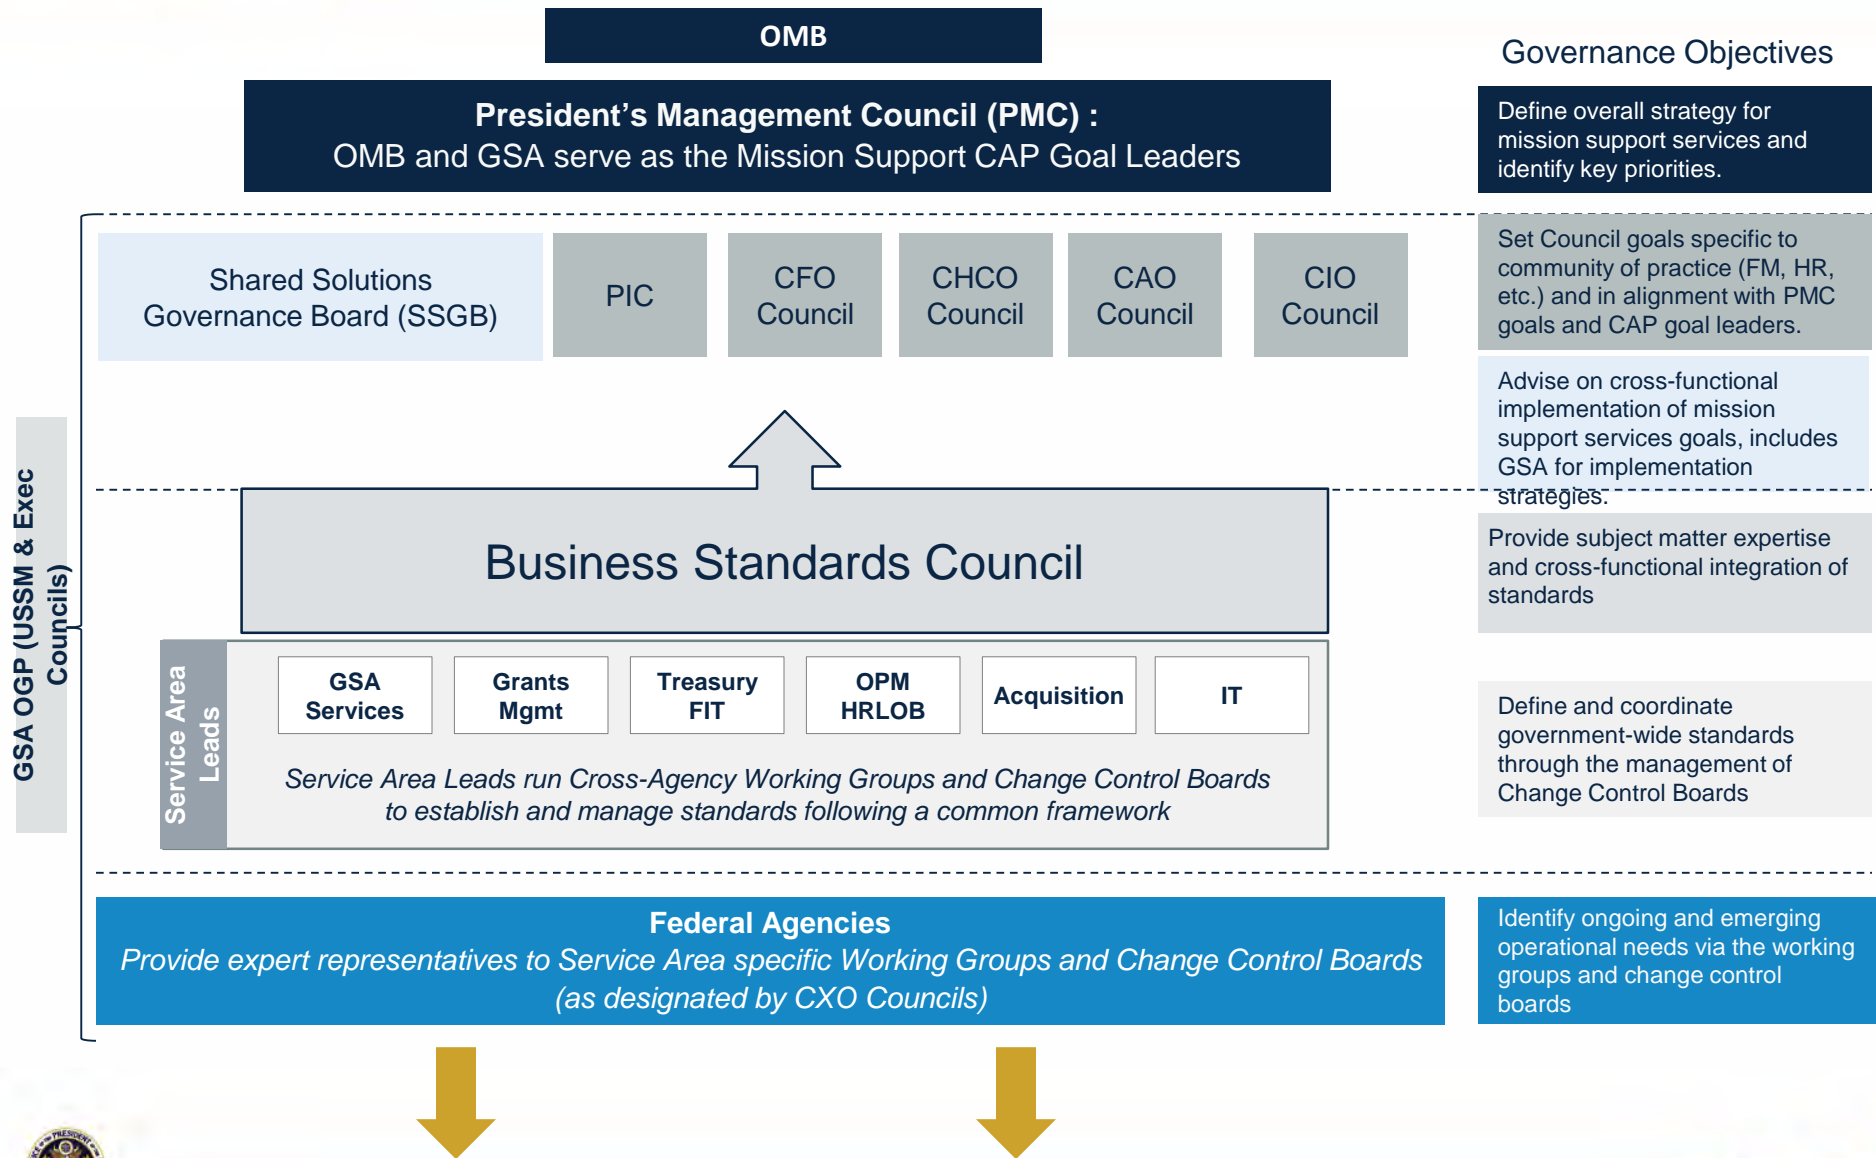 OMB
Governance Objectives
President’s Management Council (PMC) :
OMB and GSA serve as the Mission Support CAP Goal Leaders
Define overall strategy for
mission support services and
identify key priorities.
GSA OGP (USSM & Exec
Councils)
Shared Solutions
Governance Board (SSGB)
PIC
CFO
Council
CHCO
Council
CAO
Council
CIO
Council
Set Council goals specific to
community of practice (FM, HR,
etc.) and in alignment with PMC
goals and CAP goal leaders.
Advise on cross-functional
implementation of mission
support services goals, includes
GSA for implementation
strategies.
Business Standards Council
Provide subject matter expertise
and cross-functional integration of
standards
Service Area
Leads
GSA
Services
Grants
Mgmt
Treasury
FIT
OPM
HRLOB
Acquisition
IT
Service Area Leads run Cross-Agency Working Groups and Change Control Boards
to establish and manage standards following a common framework
Define and coordinate
government-wide standards
through the management of
Change Control Boards
Federal Agencies
Provide expert representatives to Service Area specific Working Groups and Change Control Boards
(as designated by CXO Councils)
Identify ongoing and emerging
operational needs via the working
groups and change control
boards